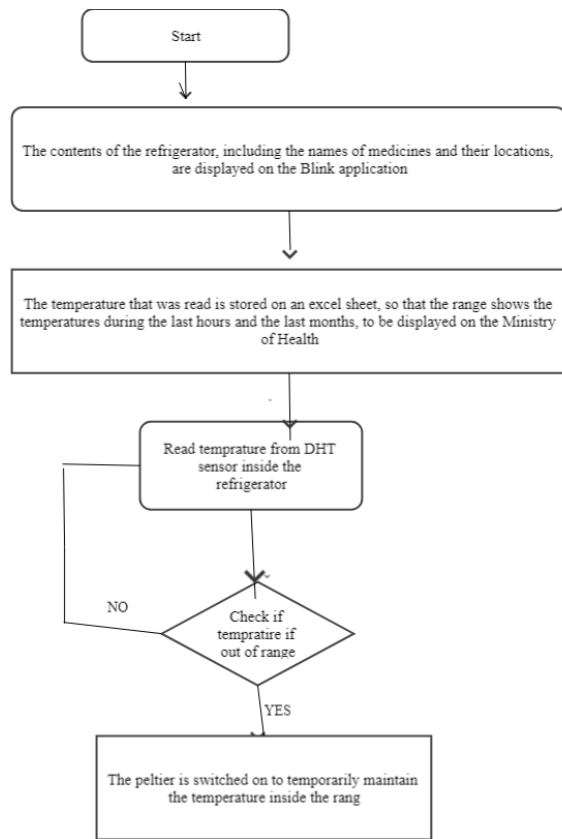 Start
The contents of the refrigerator, including the names of medicines and their locations,
are displayed on the Blink application
The temperature that was read is stored on an excel sheet, so that the range shows the
temperatures during the last hours and the last months, to be displayed on the Ministry
of Health
Read temprature from DHT
sensor inside the
refrigerator
NO
Check if
tempratire if
out of range
YES
The peltier is switched on to temporarily maintain
the temperature inside the rang